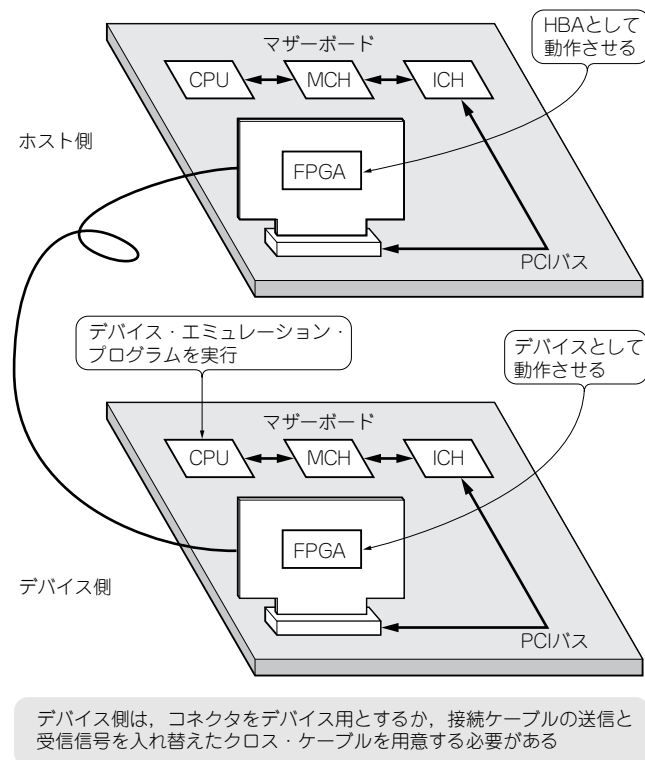 HBAとして
動作させる
マザーボード
CPU
MCH
ICH
ホスト側
FPGA
PCIバス
デバイス・エミュレーション・
プログラムを実行
デバイスとして
動作させる
マザーボード
CPU
MCH
ICH
FPGA
デバイス側
PCIバス
デバイス側は，コネクタをデバイス用とするか，接続ケーブルの送信と
受信信号を入れ替えたクロス・ケーブルを用意する必要がある